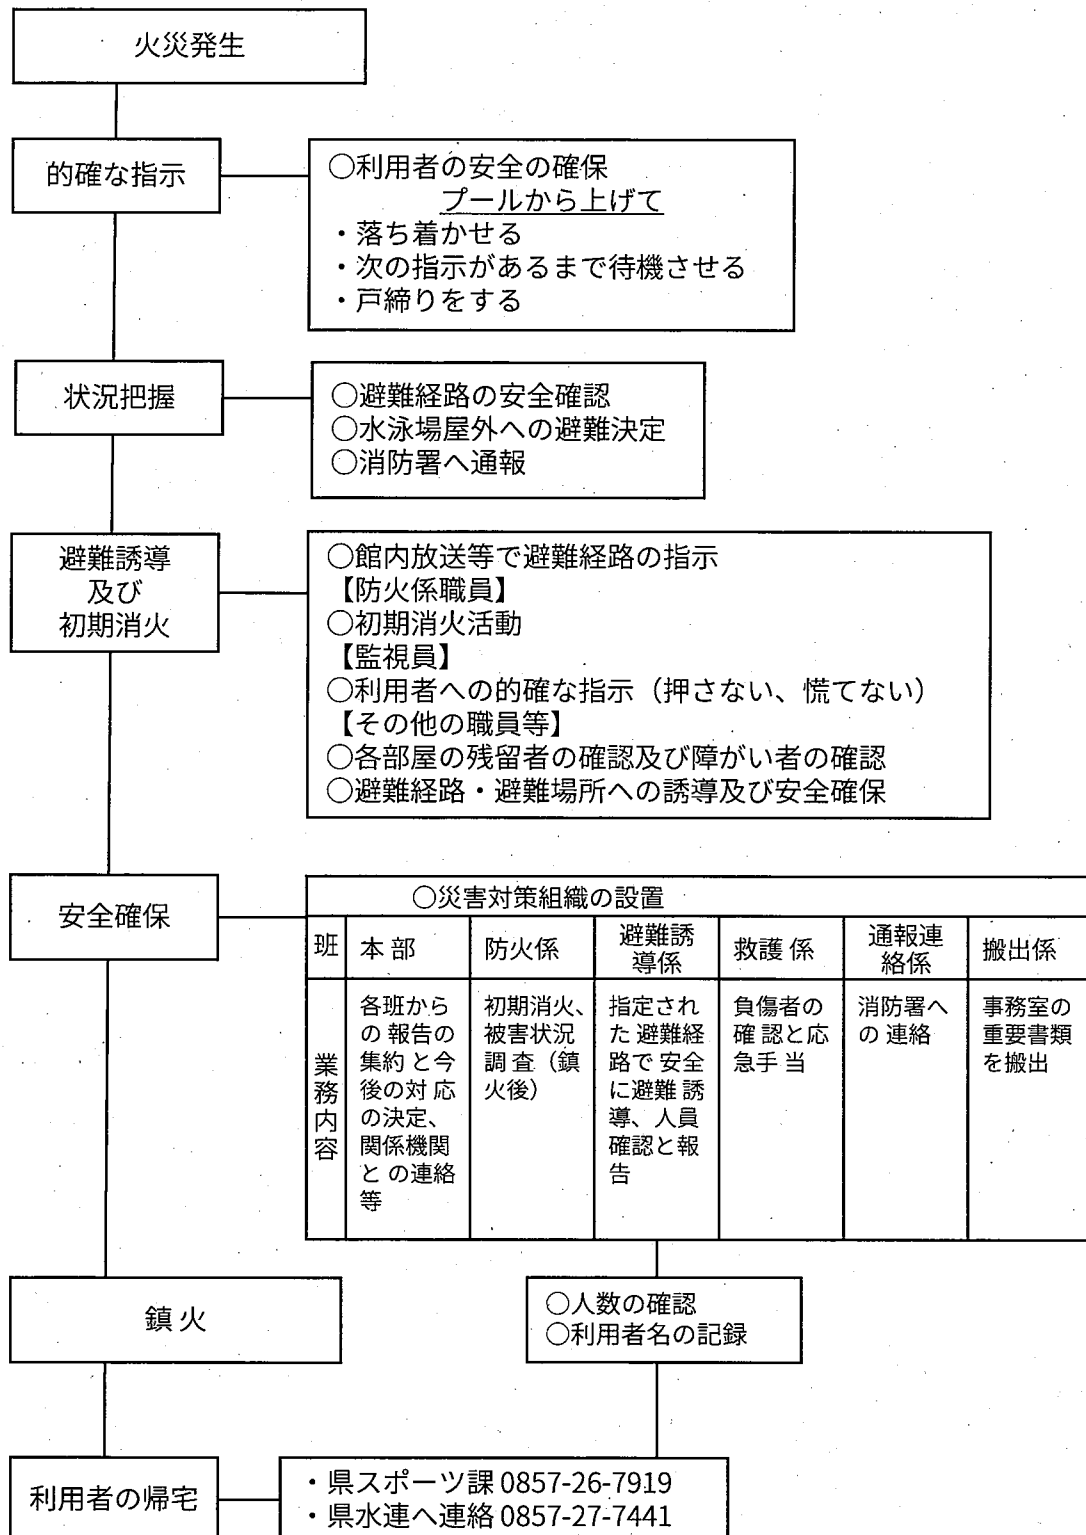 火災発生
的確な指示
○利用者の安全の確保
プールから上げて
・落ち着かせる
・次の指示があるまで待機させる
・戸締りをする
状況把握
○避難経路の安全確認
○水泳場屋外への避難決定
○消防署へ通報
避難誘導
及び
初期消火
○館内放送等で避難経路の指示
【防火係職員】
○初期消火活動
【監視員】
○利用者への的確な指示（押さない、慌てない）
【その他の職員等】
○各部屋の残留者の確認及び障がい者の確認
○避難経路・避難場所への誘導及び安全確保
安全確保
○災害対策組織の設置
班
本 部
防火係
避難誘
導係
救護 係
通報連
絡係
搬出係
業務内容
各班から
の 報告の
集約 と今
後の対 応
の決定、
関係機関
と の連絡
等
初期消火、
被害状況
調 査（鎮
火後）
指定され
た 避難経
路で 安全
に避難 誘
導、人員
確認と報
告
負傷者の
確 認と応
急手 当
消防署へ
の 連絡
事務室の
重要書類
を搬出
鎮 火
○人数の確認
○利用者名の記録
利用者の帰宅
・県スポーツ課 0857-26-7919
・県水連へ連絡 0857-27-7441